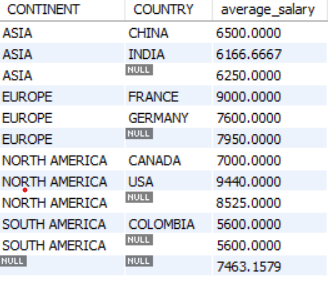 CONTINENT COUNTRY average_salary
ASIA CHINA 6500.0000
ASIA INDIA 6166.6667
ASIA NULL 6250.0000
EUROPE FRANCE 9000.0000
EUROPE GERMANY 7600.0000
EUROPE NULL 7950.0000
NORTH AMERICA CANADA 7000.0000
NORTH AMERICA USA 9440.0000
NORTH AMERICA NULL 8525.0000
SOUTH AMERICA COLOMBIA 5600.0000
SOUTH AMERICA NULL 5600.0000
NULL NULL 7463.1579